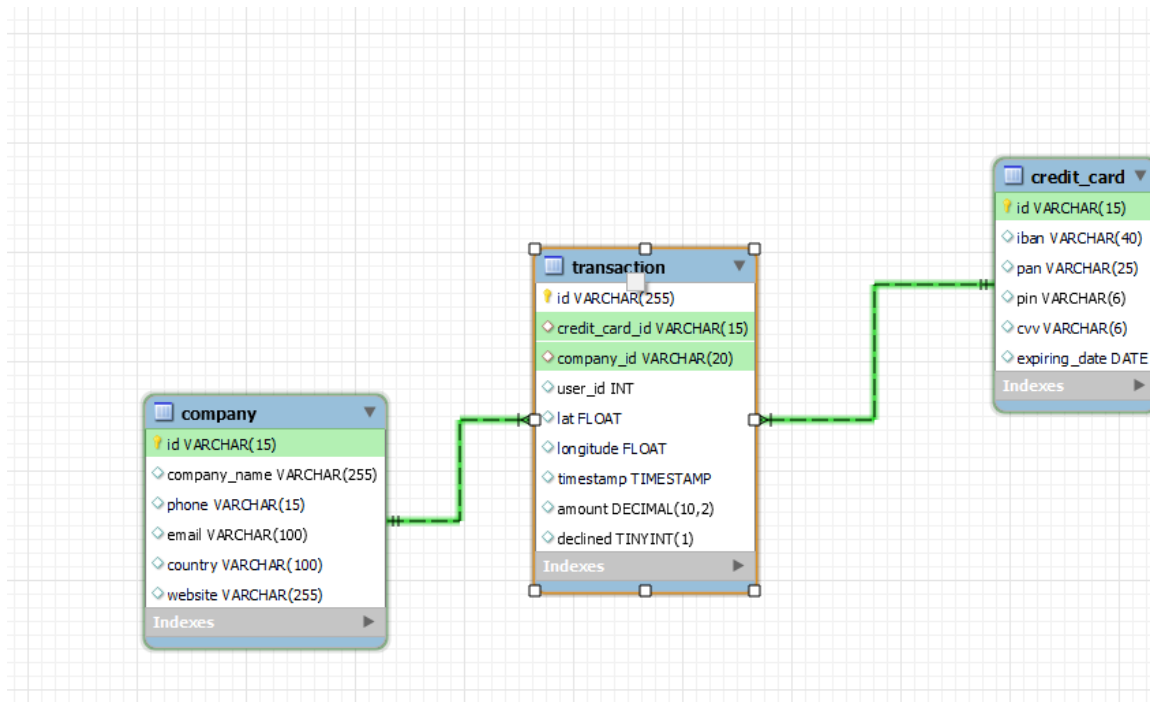 company
id VARCHAR(15)
company_name VARCHAR(255)
phone VARCHAR(15)
email VARCHAR(100)
country VARCHAR(100)
website VARCHAR(255)
Indexes
transaction
id VARCHAR(255)
credit_card_id VARCHAR(15)
company_id VARCHAR(20)
user_id INT
lat FLOAT
longitude FLOAT
timestamp TIMESTAMP
amount DECIMAL(10,2)
declined TINYINT(1)
Indexes
credit_card
id VARCHAR(15)
iban VARCHAR(40)
pan VARCHAR(25)
pin VARCHAR(6)
cvv VARCHAR(6)
expiring_date DATE
Indexes